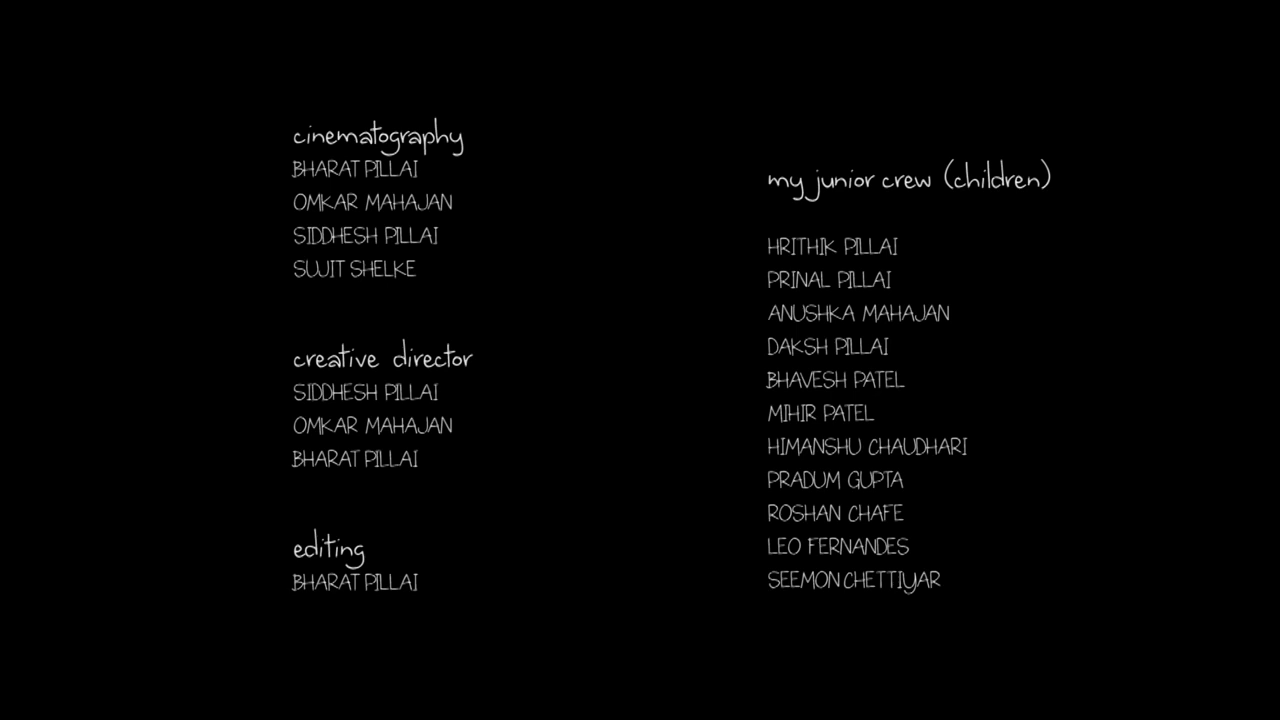 cinematography
BHARAT PILLAI
OMKAR MAHAJAN
SIDDHESH PILLAI
SUJIT SHELKE
creative director
SIDDHESH PILLAI
OMKAR MAHAJAN
BHARAT PILLAI
editing
BHARAT PILLAI
my junior crew (children)
HRITHIK PILLAI
PRINAL PILLAI
ANUSHKA MAHAJAN
DAKSH PILLAI
BHAVESH PATEL
MIHIR PATEL
HIMANSHU CHAUDHARI
PRADUM GUPTA
ROSHAN CHAFE
LEO FERNANDES
SEEMON CHETTIYAR